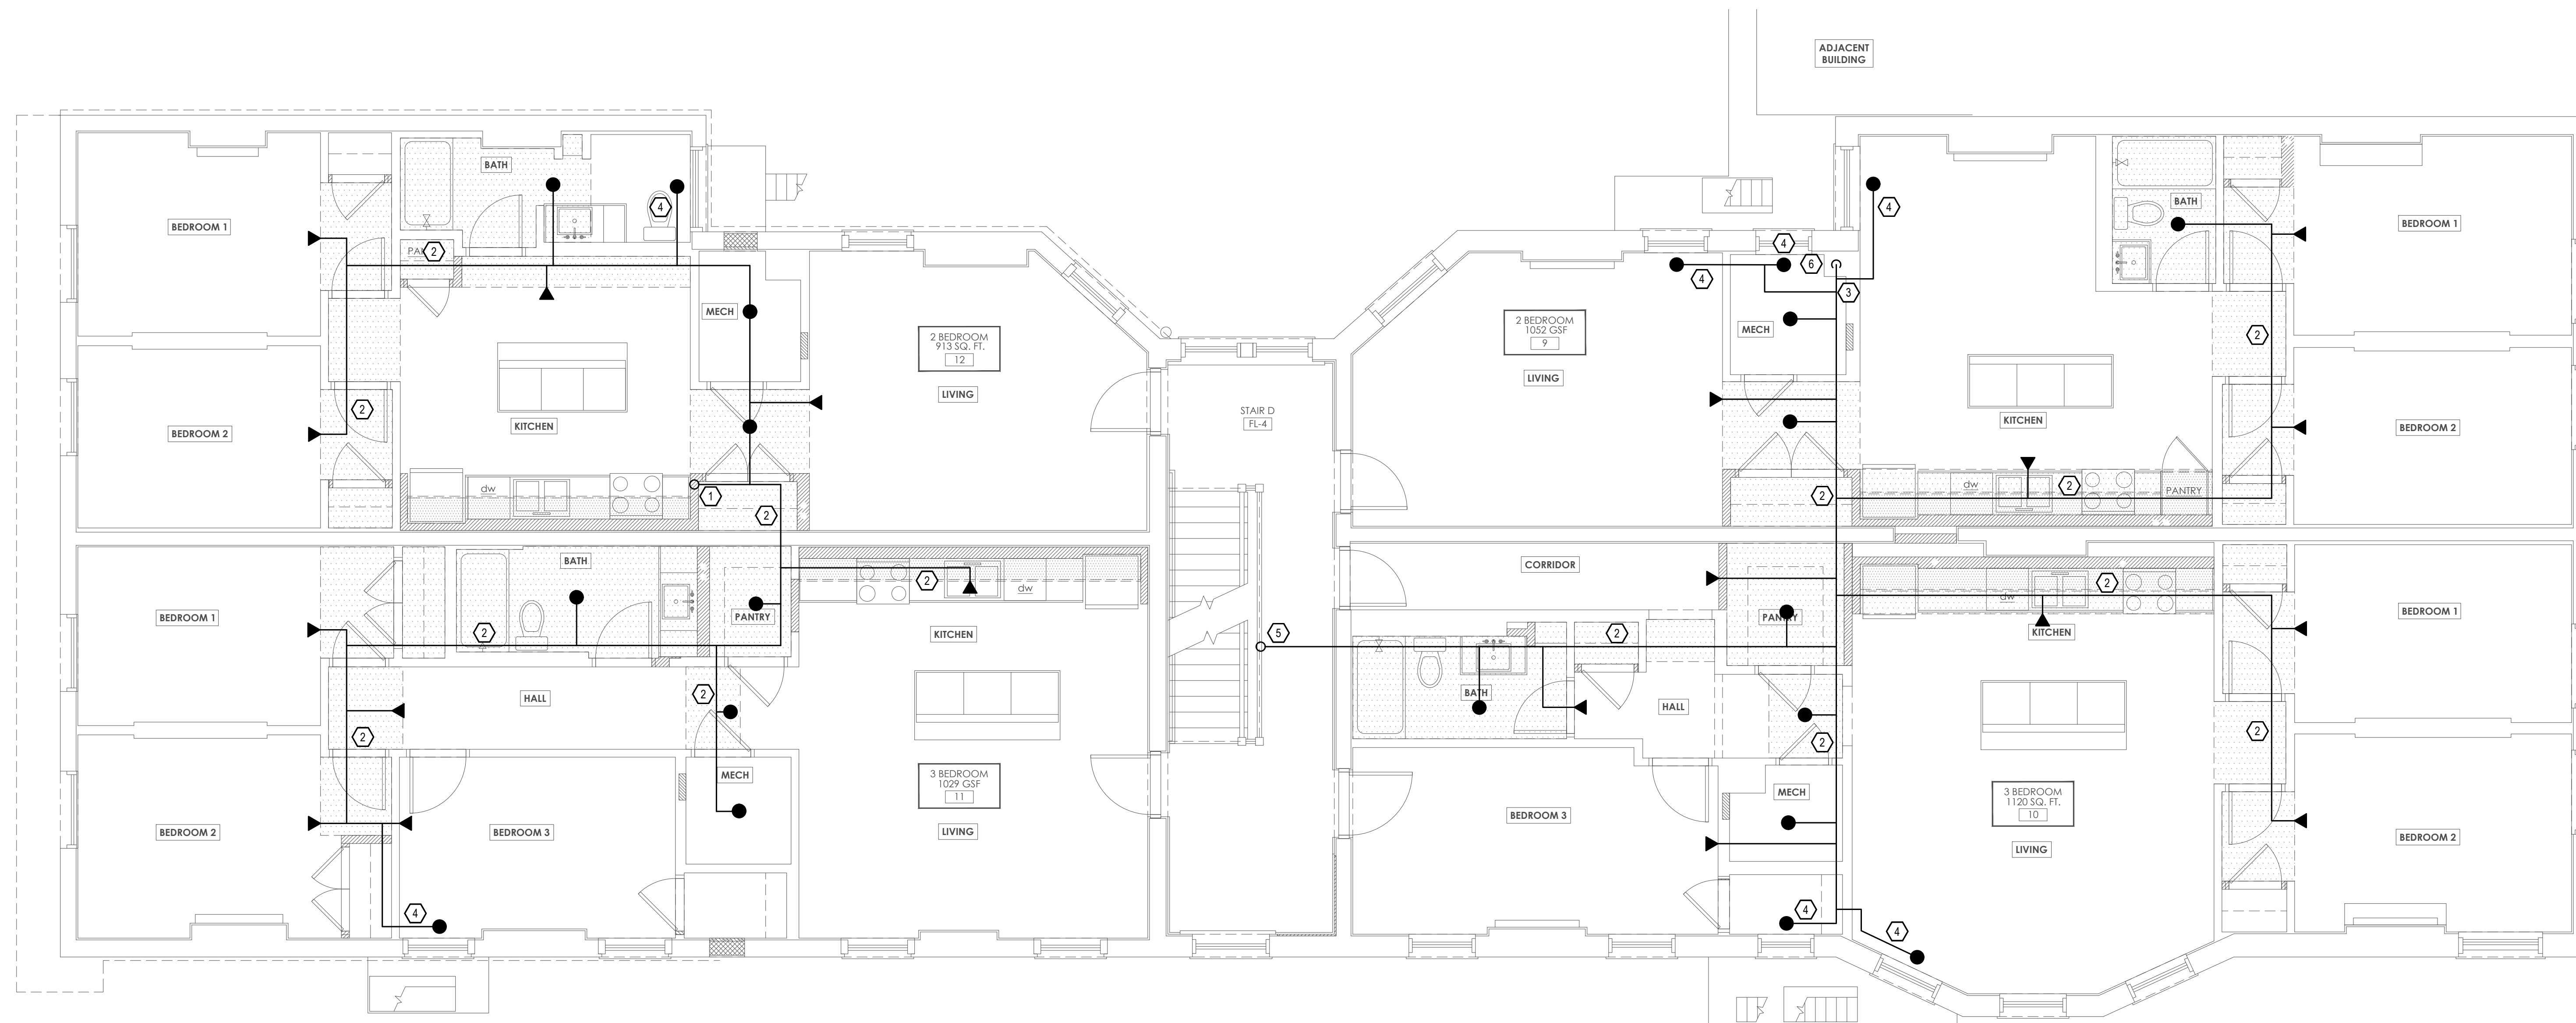 ADJACENT
BUILDING
BEDROOM 1
BATH
4
PAN
2
MECH
2 BEDROOM
913 SQ. FT.
12
LIVING
BEDROOM 2
2
KITCHEN
dw
1
2
STAIR D
FL-4
2 BEDROOM
1052 GSF
9
LIVING
4
4
6
3
MECH
4
BATH
BEDROOM 1
2
KITCHEN
BEDROOM 2
dw
2
PANTRY
2
BEDROOM 1
BATH
2
PANTRY
2
dw
KITCHEN
HALL
2
2
BEDROOM 2
BEDROOM 3
MECH
3 BEDROOM
1029 GSF
11
LIVING
4
5
CORRIDOR
2
PANTRY
BATH
HALL
2
BEDROOM 3
MECH
4
dw
2
KITCHEN
BEDROOM 1
2
3 BEDROOM
1120 SQ. FT.
10
LIVING
BEDROOM 2
4